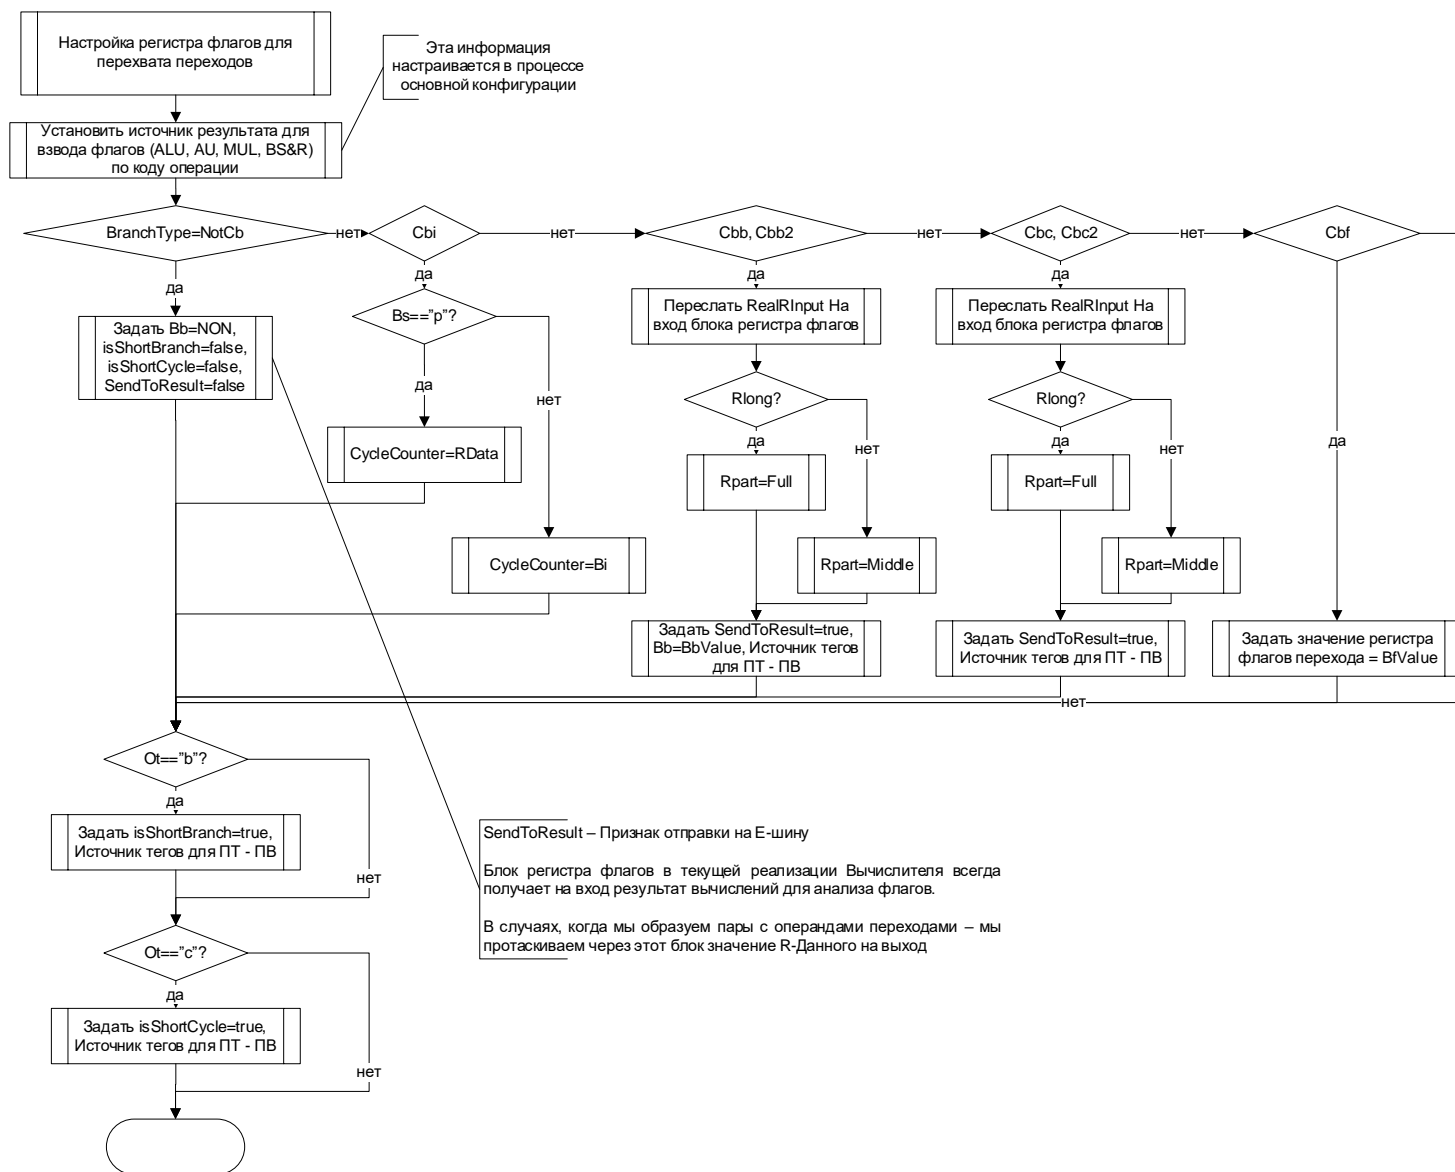 Настройка регистра флагов для
перехвата переходов
Эта информация
настраивается в процессе
основной конфигурации
Установить источник результата для
взвода флагов (ALU, AU, MUL, BS&R)
по коду операции
BranchType=NotCb
нет
Cbi
нет
Cbb, Cbb2
нет
Cbc, Cbc2
нет
Cbf
да
да
да
да
Задать Bb=NON,
isShortBranch=false,
isShortCycle=false,
SendToResult=false
Bs=="p"?
Переслать RealRInput На
вход блока регистра флагов
Переслать RealRInput На
вход блока регистра флагов
да
нет
Rlong?
Rlong?
да
да
нет
да
нет
CycleCounter=RData
Rpart=Full
Rpart=Full
CycleCounter=Bi
Rpart=Middle
Rpart=Middle
Задать SendToResult=true,
Bb=BbValue, Источник тегов
для ПТ - ПВ
Задать SendToResult=true,
Источник тегов для ПТ - ПВ
Задать значение регистра
флагов перехода = BfValue
нет
Ot=="b"?
да
Задать isShortBranch=true,
Источник тегов для ПТ - ПВ
нет
SendToResult – Признак отправки на Е-шину
Блок регистра флагов в текущей реализации Вычислителя всегда
получает на вход результат вычислений для анализа флагов.
В случаях, когда мы образуем пары с операндами переходами – мы
протаскиваем через этот блок значение R-Данного на выход
Ot=="c"?
да
Задать isShortCycle=true,
Источник тегов для ПТ - ПВ
нет